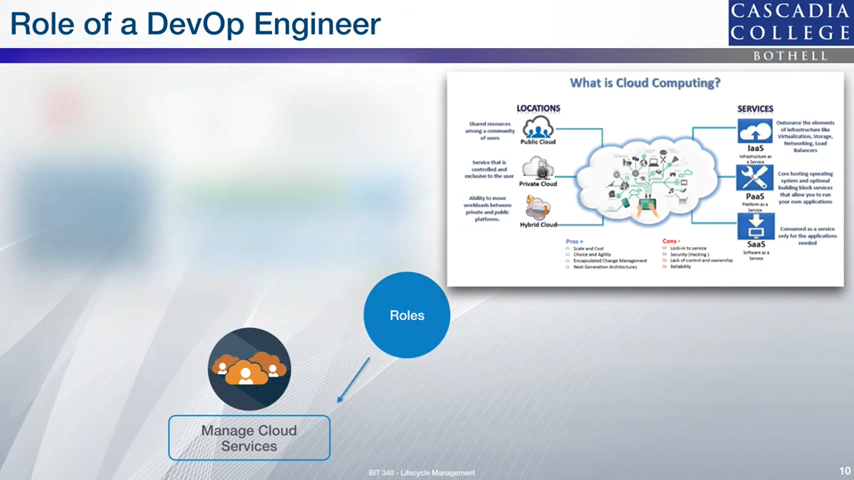 Role of a DevOp Engineer
CASCADIA
COLLEGE
BOTHELL
What is Cloud Computing?
LOCATIONS
Shared resources
among a community
of users
Public Cloud
Service that is
controlled and
exclusive to the user
Private Cloud
Ability to move
workloads between
private and public
platforms.
Hybrid Cloud
SERVICES
IaaS
Infrastructure as
a Service
Outsource the elements
of infrastructure like
Virtualization, Storage,
Networking, Load
Balancers
PaaS
Platform as a
Service
Core hosting operating
system and optional
building block services
that allow you to run
your own applications
SaaS
Software as a
Service
Consumed as a service
only for the applications
needed
Pros +
Scale and Cost
Choice and Agility
Encapsulated Change Management
Next Generation Architectures
Cons -
Lock-in to service
Security (Hacking )
Lack of control and ownership
Reliability
Roles
Manage Cloud
Services
BIT 340 - Lifecycle Management
10